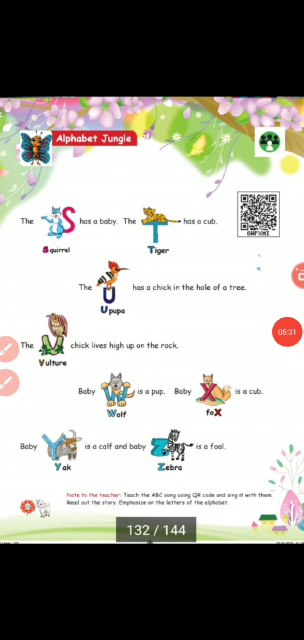 Alphabet Jungle
The S has a baby. The T has a cub.
Squirrel Tiger
6MPXMI
The U has a chick in the hole of a tree.
Upupa
05:31
The V chick lives high up on the rock.
Vulture
Baby W is a pup. Baby X is a cub.
Wolf foX
Baby Y is a calf and baby Z is a foal.
Yak Zebra
Note to the teacher: Teach the ABC song using QR code and sing it with them.
Read out the story. Emphasize on the letters of the alphabet.
132 / 144